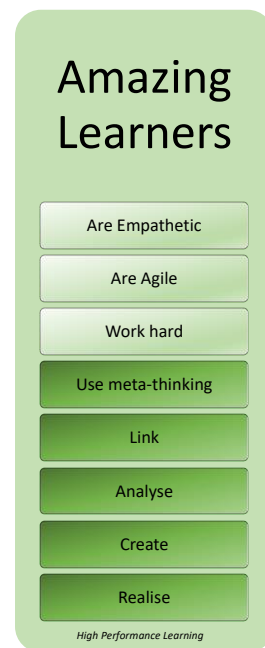 Amazing
Learners
Are Empathetic
Are Agile
Work hard
Use meta-thinking
Link
Analyse
Create
Realise
High Performance Learning